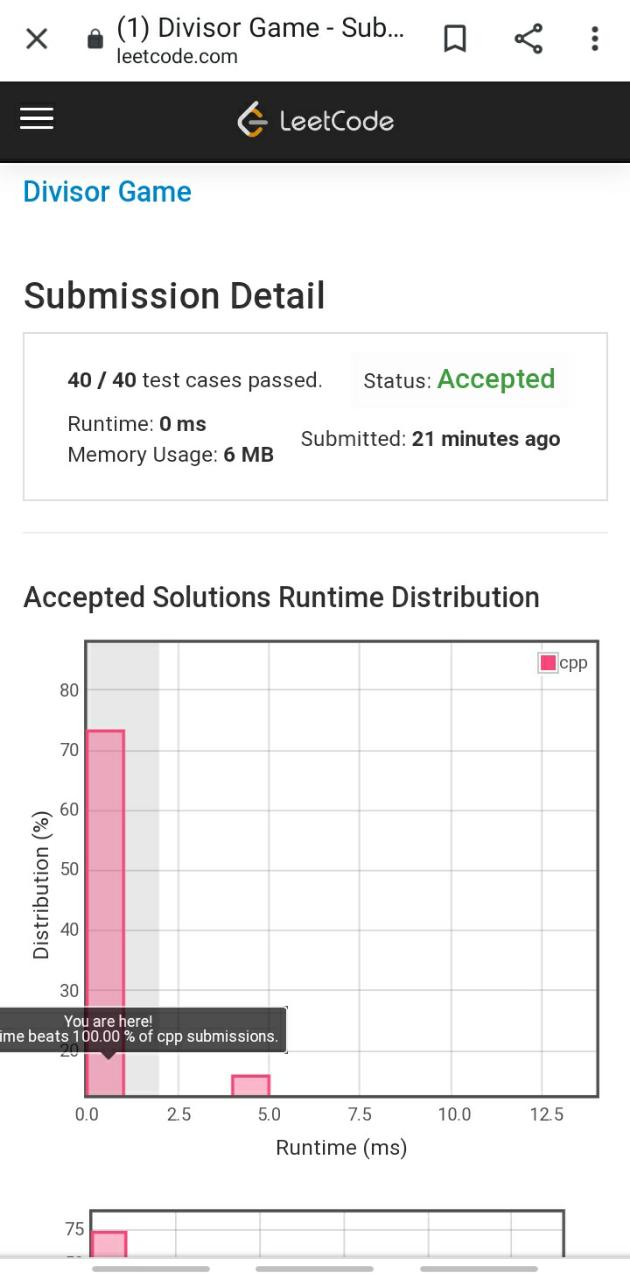 (1) Divisor Game - Sub...
leetcode.com
LeetCode
Divisor Game
Submission Detail
40 / 40 test cases passed.
Status: Accepted
Runtime: 0 ms
Submitted: 21 minutes ago
Memory Usage: 6 MB
Accepted Solutions Runtime Distribution
cpp
80
70
60
50
40
30
20
Distribution (%)
You are here!
ime beats 100.00 % of cpp submissions.
0.0 2.5 5.0 7.5 10.0 12.5
Runtime (ms)
75